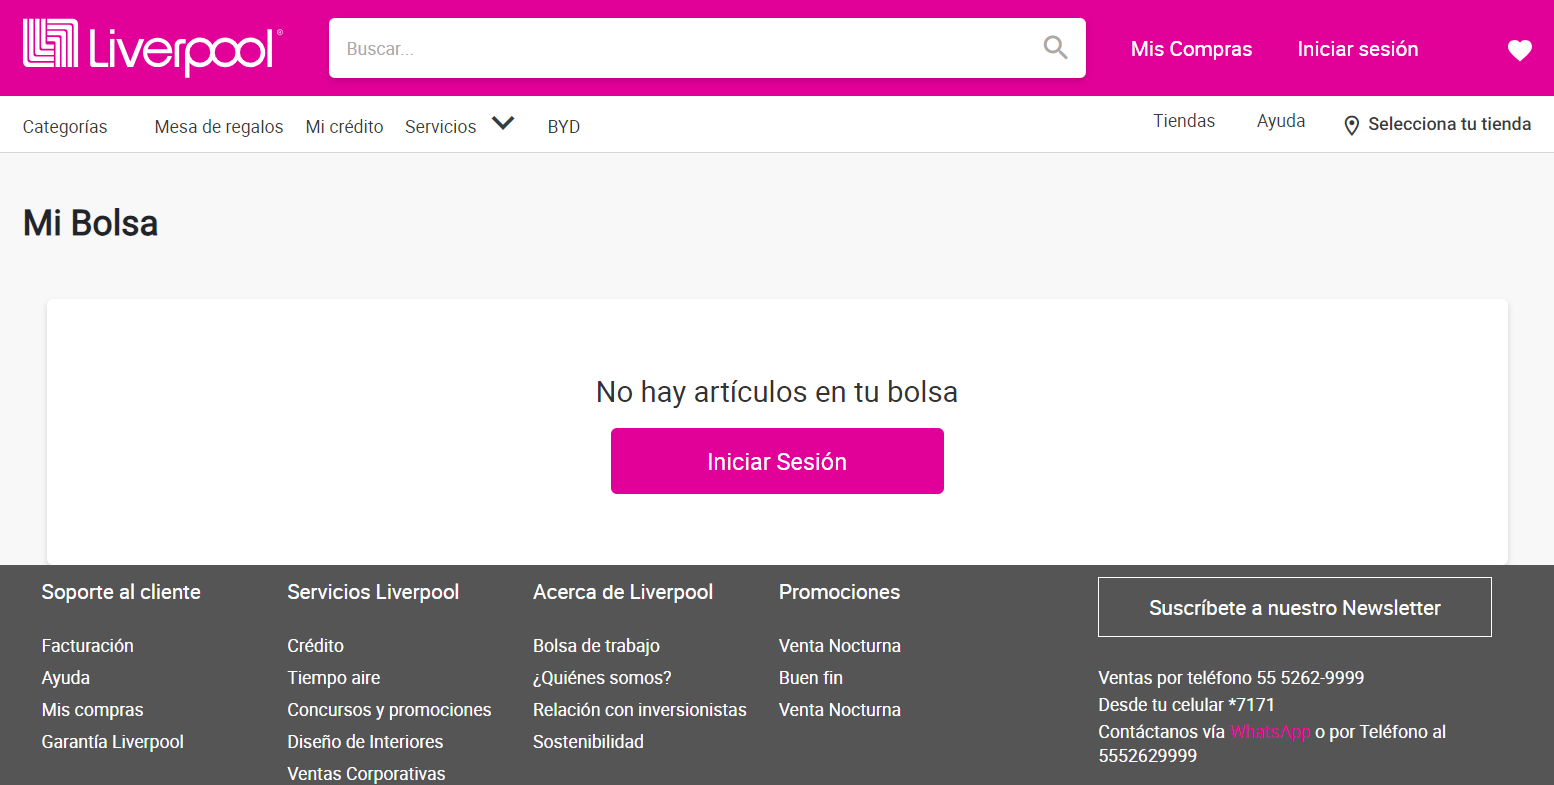 Liverpool®
Buscar...
Mis Compras
Iniciar sesión
Categorías
Mesa de regalos
Mi crédito
Servicios
BYD
Tiendas
Ayuda
Selecciona tu tienda
Mi Bolsa
No hay artículos en tu bolsa
Iniciar Sesión
Soporte al cliente
Facturación
Ayuda
Mis compras
Garantía Liverpool
Servicios Liverpool
Crédito
Tiempo aire
Concursos y promociones
Diseño de Interiores
Ventas Corporativas
Acerca de Liverpool
Bolsa de trabajo
¿Quiénes somos?
Relación con inversionistas
Sostenibilidad
Promociones
Venta Nocturna
Buen fin
Venta Nocturna
Suscríbete a nuestro Newsletter
Ventas por teléfono 55 5262-9999
Desde tu celular *7171
Contáctanos vía WhatsApp o por Teléfono al
5552629999